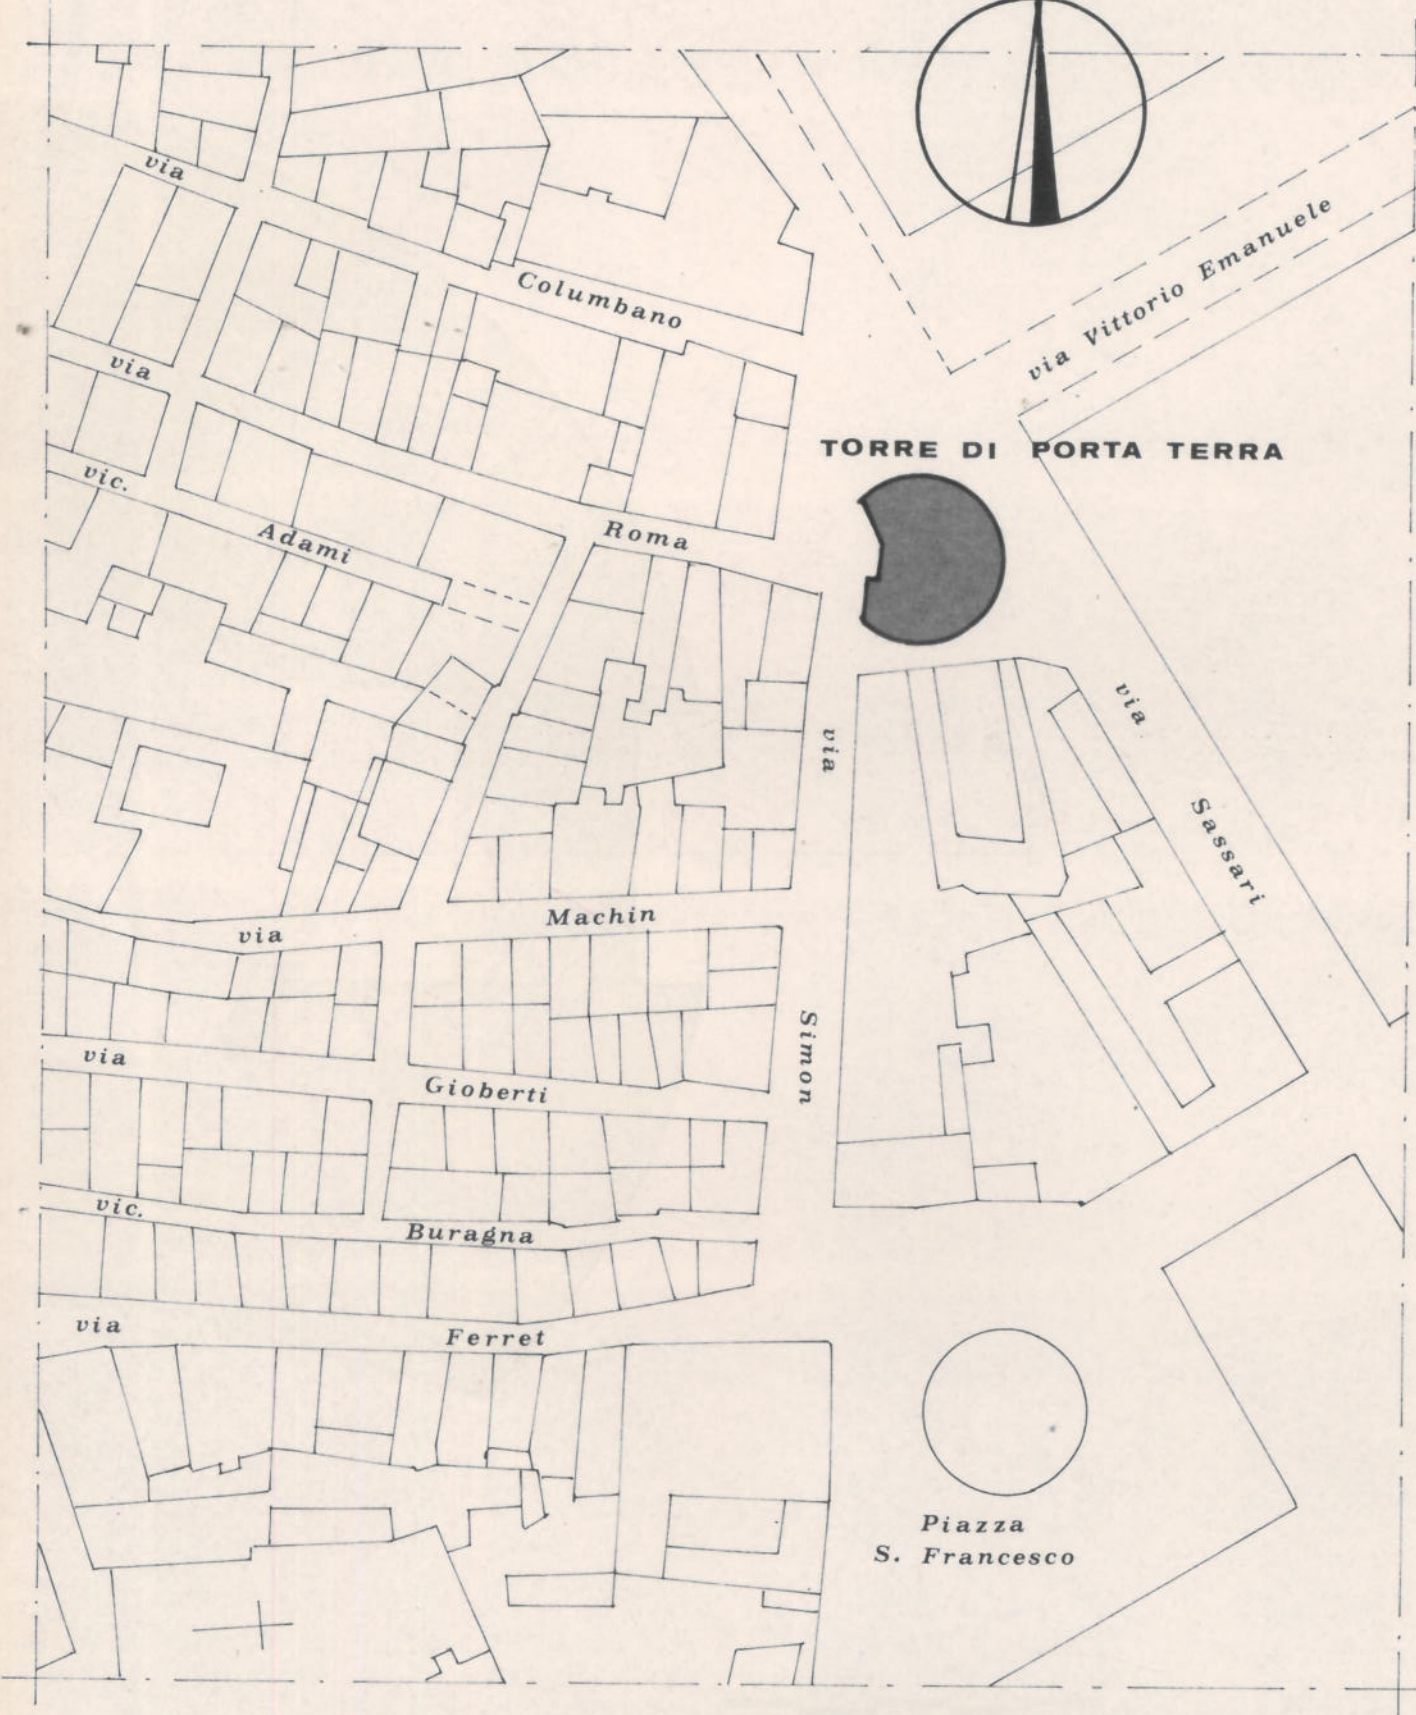 via Columbano
via Vittorio Emanuele
via Roma
TORRE DI PORTA TERRA
vic. Adami
via Sassari
via Simon
via Machin
via Gioberti
vic. Buragna
via Ferret
Piazza
S. Francesco